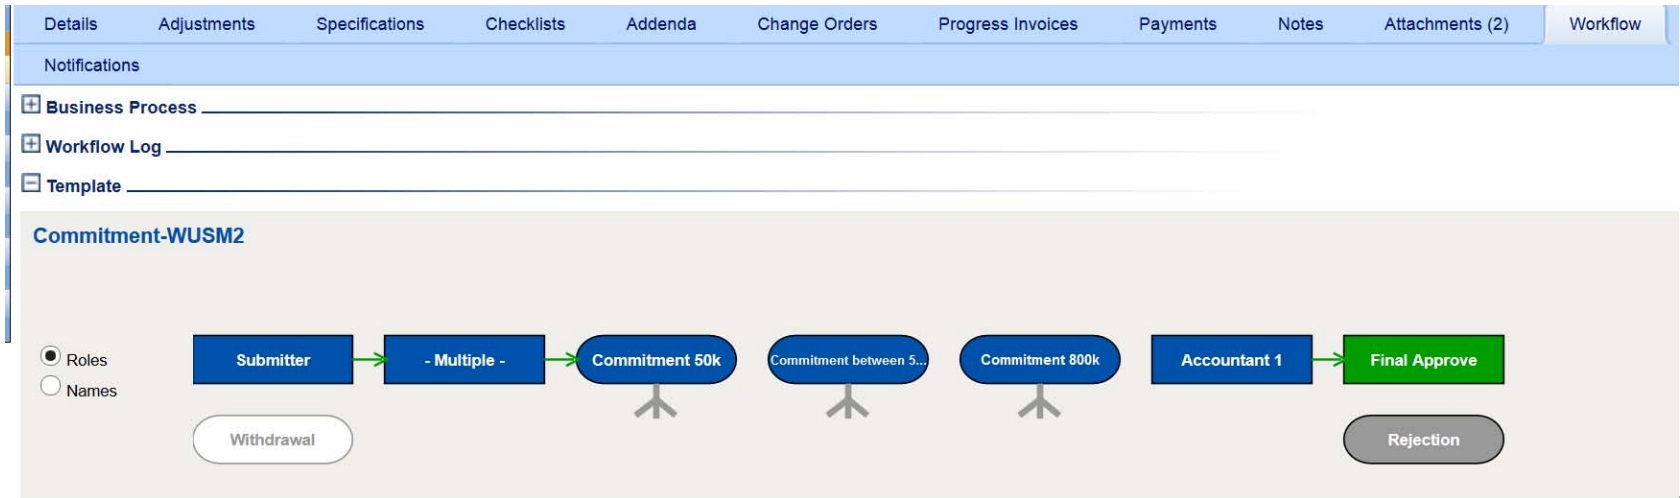 Details Adjustments Specifications Checklists Addenda Change Orders Progress Invoices Payments Notes Attachments (2) Workflow
Notifications
Business Process
Workflow Log
Template
Commitment-WUSM2
Roles
Names
Submitter - Multiple - Commitment 50k Commitment between 5... Commitment 800k Accountant 1 Final Approve
Withdrawal Rejection